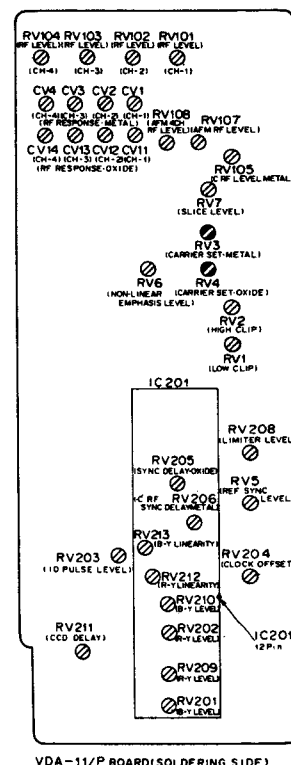 RV104 RV103 RV102 RV101
(RF LEVEL) (RF LEVEL) (RF LEVEL) (RF LEVEL)
(CH-4) (CH-3) (CH-2) (CH-1)
CV4 CV3 CV2 CV1
(CH-4) (CH-3) (CH-2) (CH-1)
RV108
(AFM 4CH RF LEVEL)
RV107
(AFM RF LEVEL)
CV14 CV13 CV12 CV11
(CH-4) (CH-3) (CH-2) (CH-1)
(RF RESPONSE-METAL)
(RF RESPONSE-OXIDE)
RV105
(C RF LEVEL METAL)
RV7
(SLICE LEVEL)
RV3
(CARRIER SET-METAL)
RV6
(NON-LINEAR
EMPHASIS LEVEL)
RV4
(CARRIER SET-OXIDE)
RV2
(HIGH CLIP)
RV1
(LOW CLIP)
IC201
RV208
(LIMITER LEVEL)
RV205
(SYNC DELAY-OXIDE)
RV5
(REF SYNC
LEVEL)
(C RF
RV206
SYNC DELAY METAL)
RV213
(B-Y LINEARITY)
RV203
(ID PULSE LEVEL)
RV204
(CLOCK OFFSET)
RV212
(R-Y LINEARITY)
RV210
(B-Y LEVEL)
RV211
(CCD DELAY)
RV202
(R-Y LEVEL)
IC201
12 Pin
RV209
(R-Y LEVEL)
RV201
(B-Y LEVEL)
VDA-11/P BOARD (SOLDERING SIDE)